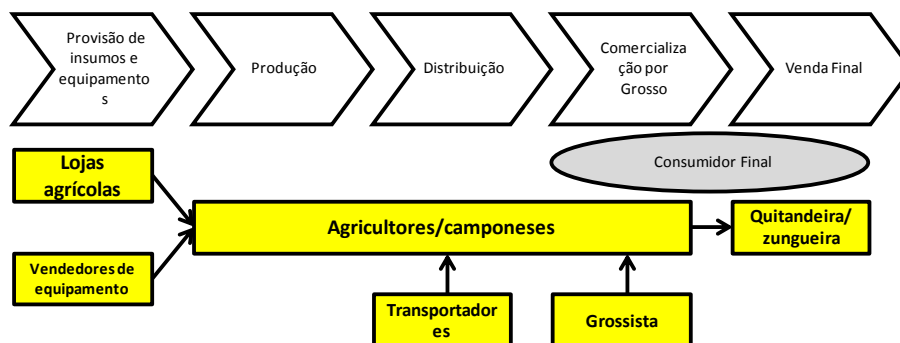 Provisão de
insumos e
equipamento
s
Produção
Distribuição
Comercializa
ção por
Grosso
Venda Final
Lojas
agrícolas
Consumidor Final
Agricultores/camponeses
Quitandeira/
zungueira
Vendedores de
equipamento
Transportador
es
Grossista